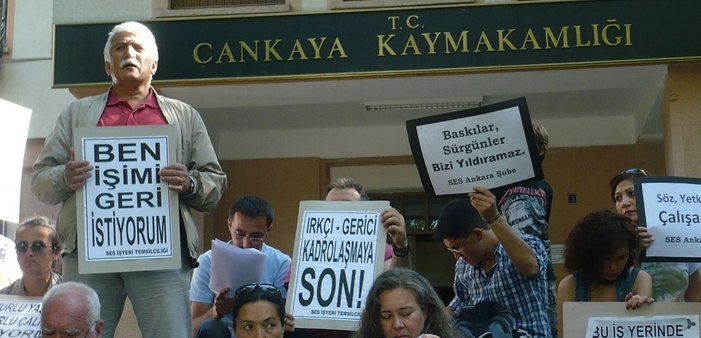 T.C.
ÇANKAYA KAYMAKAMLIĞI
BEN
İŞİMİ
GERİ
İSTİYORUM
SES İŞYERİ TEMSİLCİLİĞİ
IRKÇI - GERİCİ
KADROLAŞMAYA
SON!
SES İŞYERİ TEMSİLCİLİĞİ
Baskılar,
Sürgünler
Bizi Yıldıramaz.
SES Ankara Şube
Söz, Yetk
Çalışa
SES Ankara
BU İŞ YERİNDE